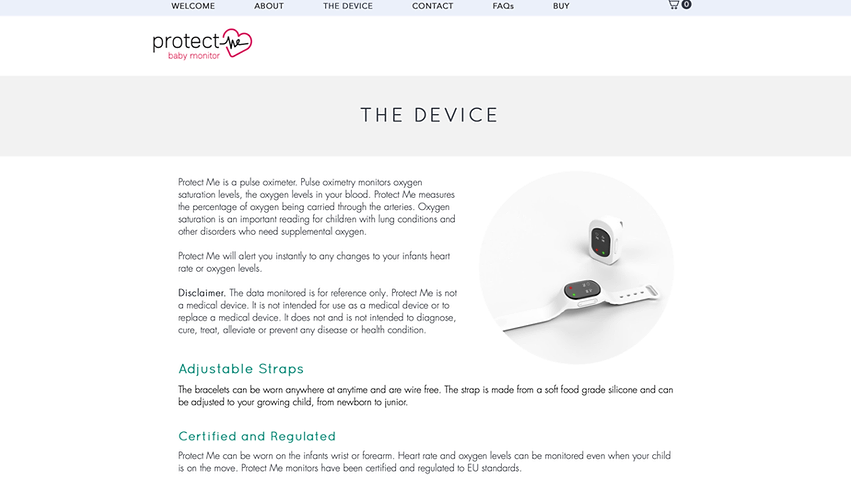 WELCOME ABOUT THE DEVICE CONTACT FAQs BUY 0
protect me
baby monitor
THE DEVICE
Protect Me is a pulse oximeter. Pulse oximetry monitors oxygen
saturation levels, the oxygen levels in your blood. Protect Me measures
the percentage of oxygen being carried through the arteries. Oxygen
saturation is an important reading for children with lung conditions and
other disorders who need supplemental oxygen.
Protect Me will alert you instantly to any changes to your infants heart
rate or oxygen levels.
Disclaimer. The data monitored is for reference only. Protect Me is not
a medical device. It is not intended for use as a medical device or to
replace a medical device. It does not and is not intended to diagnose,
cure, treat, alleviate or prevent any disease or health condition.
Adjustable Straps
The bracelets can be worn anywhere at anytime and are wire free. The strap is made from a soft food grade silicone and can
be adjusted to your growing child, from newborn to junior.
Certified and Regulated
Protect Me can be worn on the infants wrist or forearm. Heart rate and oxygen levels can be monitored even when your child
is on the move. Protect Me monitors have been certified and regulated to EU standards.